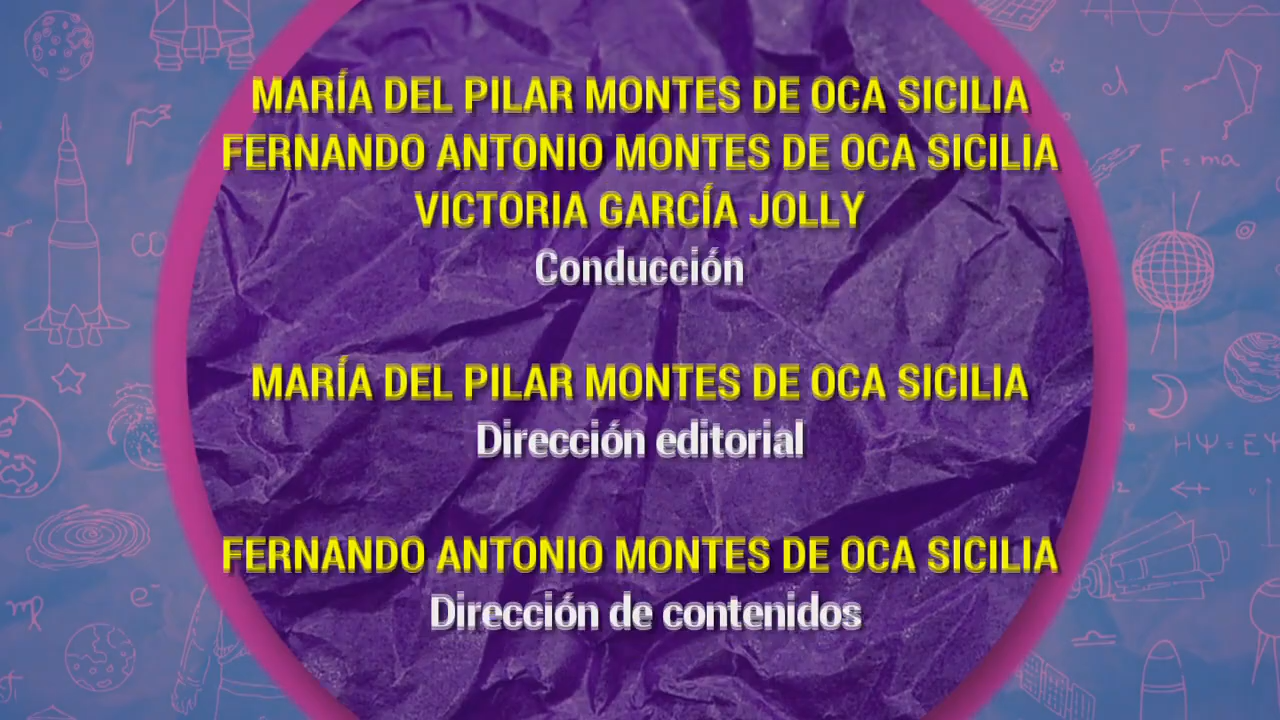 MARÍA DEL PILAR MONTES DE OCA SICILIA
FERNANDO ANTONIO MONTES DE OCA SICILIA
VICTORIA GARCÍA JOLLY
Conducción
MARÍA DEL PILAR MONTES DE OCA SICILIA
Dirección editorial
FERNANDO ANTONIO MONTES DE OCA SICILIA
Dirección de contenidos
F = ma